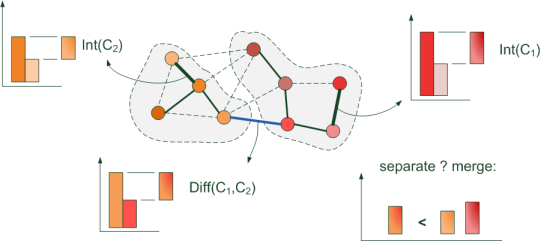 Int(C₂)
Int(C₁)
Diff(C₁,C₂)
separate ? merge:
<